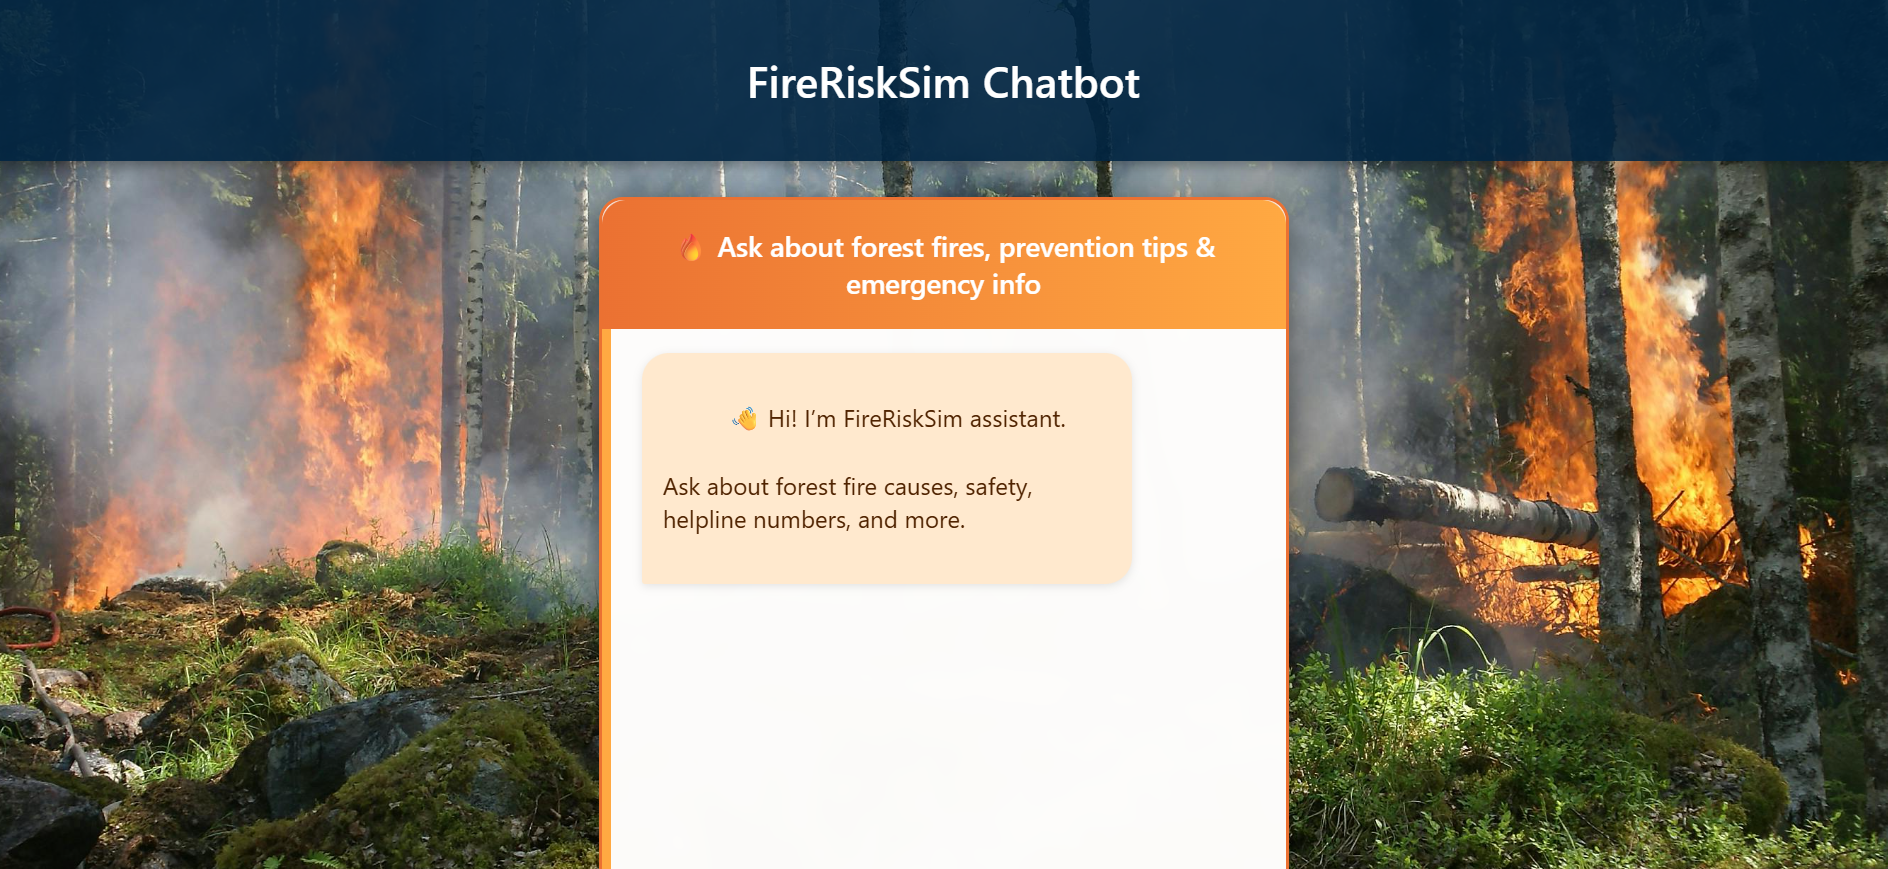 FireRiskSim Chatbot
🔥 Ask about forest fires, prevention tips &
emergency info
👋 Hi! I’m FireRiskSim assistant.
Ask about forest fire causes, safety,
helpline numbers, and more.